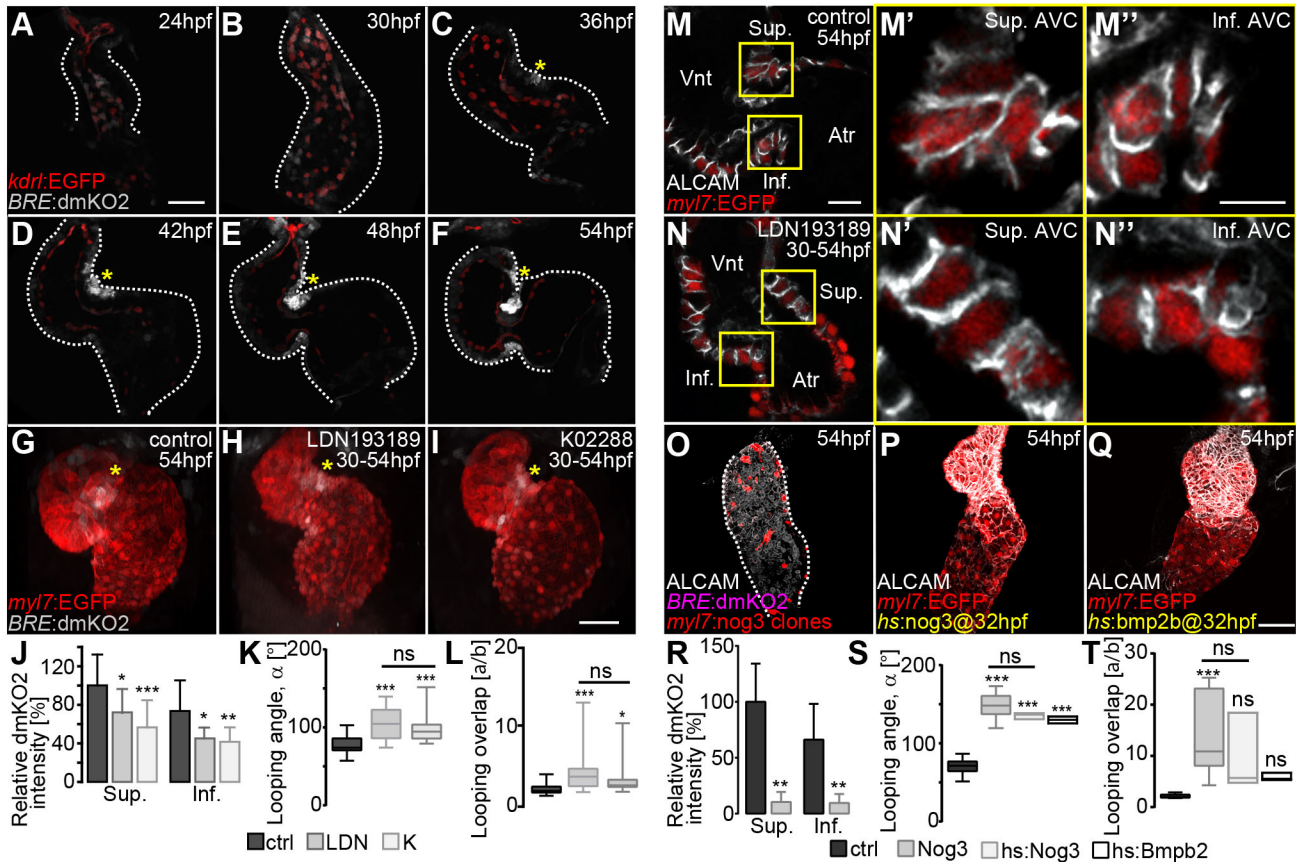 A 24hpf
kdrl:EGFP
BRE:dmKO2
B 30hpf
C 36hpf
*
D 42hpf
*
E 48hpf
*
F 54hpf
*
G control
54hpf
*
myl7:EGFP
BRE:dmKO2
H LDN193189
30-54hpf
*
I K02288
30-54hpf
*
J
Relative dmKO2
intensity [%]
120
80
40
0
* *** * **
Sup. Inf.
K
Looping angle, α [°]
200
100
0
ns
*** ***
L
Looping overlap [a/b]
20
10
0
ns
*** *
ctrl LDN K
M control
54hpf
Sup.
Vnt
Atr
ALCAM
Inf.
myl7:EGFP
M’ Sup. AVC
M’’ Inf. AVC
N LDN193189
30-54hpf
Vnt
Sup.
Inf.
Atr
N’ Sup. AVC
N’’ Inf. AVC
O 54hpf
ALCAM
BRE:dmKO2
myl7:nog3 clones
P 54hpf
ALCAM
myl7:EGFP
hs:nog3@32hpf
Q 54hpf
ALCAM
myl7:EGFP
hs:bmp2b@32hpf
R
Relative dmKO2
intensity [%]
150
100
50
0
** **
Sup. Inf.
S
Looping angle, α [°]
200
100
0
ns
*** *** ***
T
Looping overlap [a/b]
30
20
10
0
ns
*** ns ns
ctrl Nog3 hs:Nog3 hs:Bmpb2